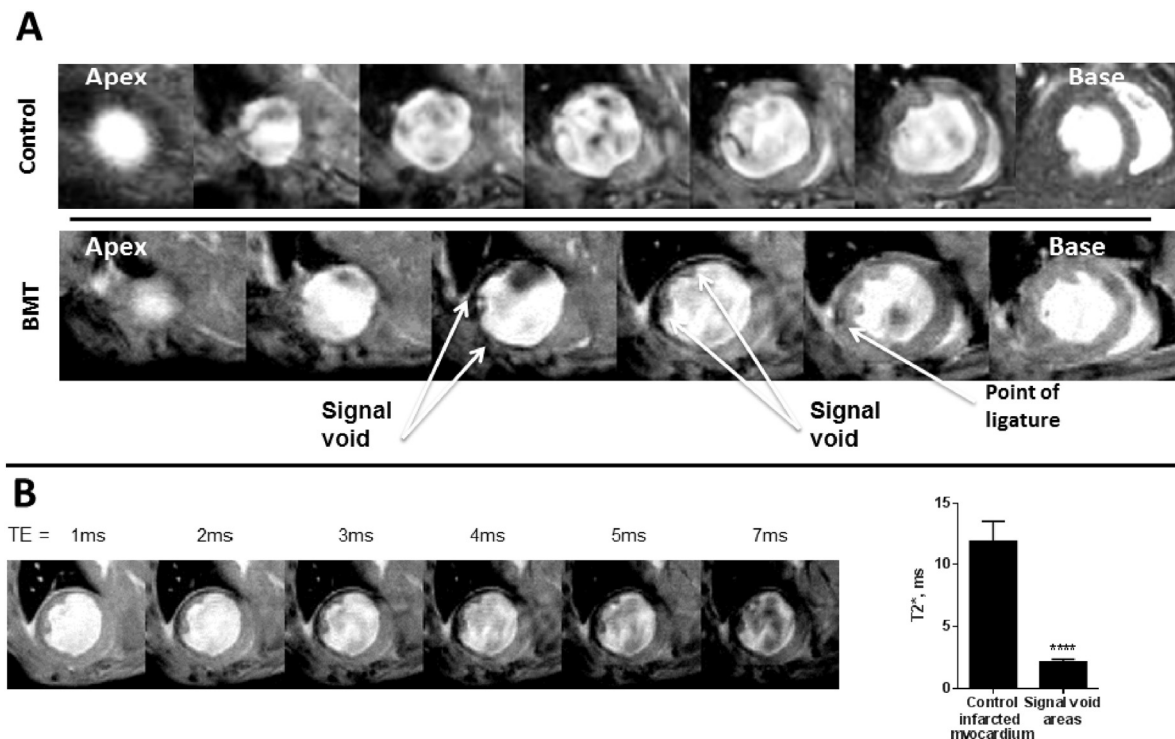 A
Control
Apex
Base
BMT
Apex
Base
Signal
void
Signal
void
Point of
ligature
B
TE =
1ms
2ms
3ms
4ms
5ms
7ms
T2*, ms
15
10
5
0
****
Control
infarcted
myocardium
Signal void
areas